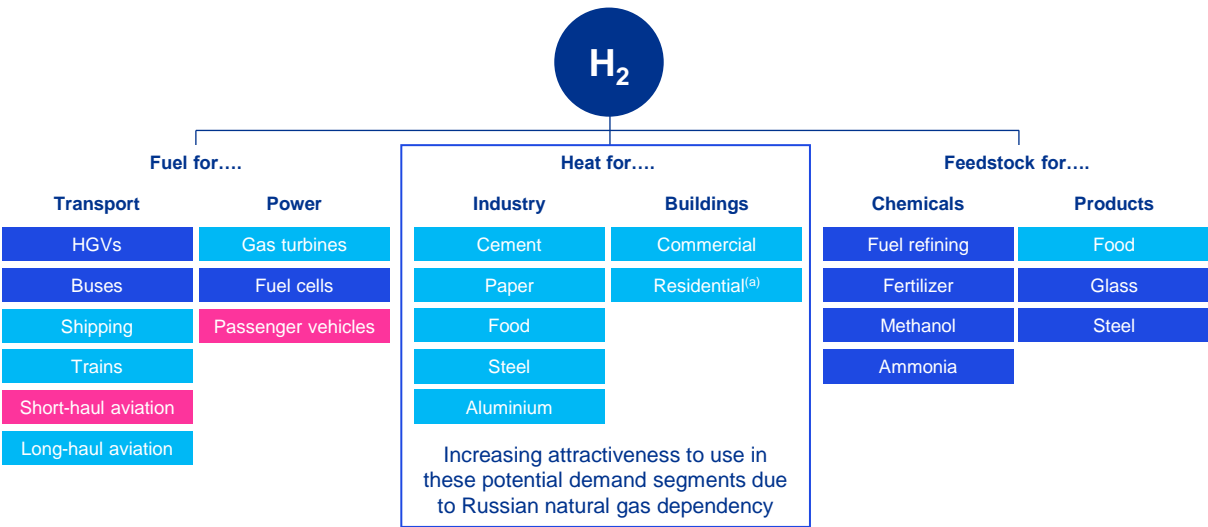 H2
Fuel for....
Heat for....
Feedstock for....
Transport
Power
Industry
Buildings
Chemicals
Products
HGVs
Gas turbines
Cement
Commercial
Fuel refining
Food
Buses
Fuel cells
Paper
Residential(a)
Fertilizer
Glass
Shipping
Passenger vehicles
Food
Methanol
Steel
Trains
Steel
Ammonia
Short-haul aviation
Aluminium
Long-haul aviation
Increasing attractiveness to use in
these potential demand segments due
to Russian natural gas dependency